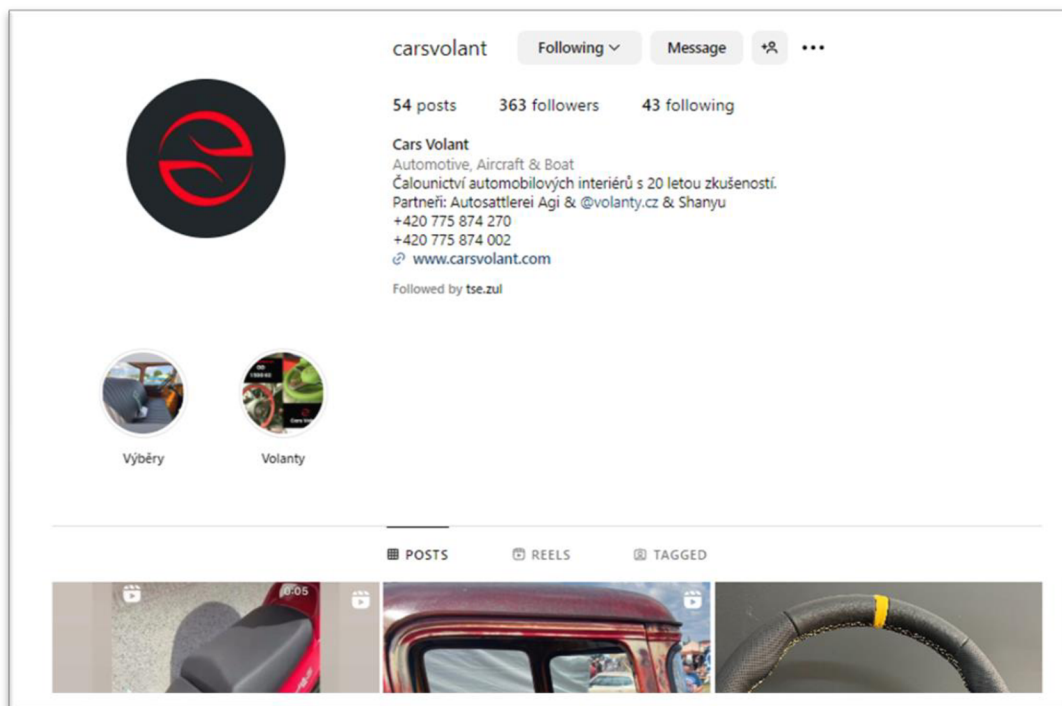 carsvolant Following Message
54 posts 363 followers 43 following
Cars Volant
Automotive, Aircraft & Boat
Čalounictví automobilových interiérů s 20 letou zkušeností.
Partneři: Autosattlerei Agi & @volanty.cz & Shanyu
+420 775 874 270
+420 775 874 002
www.carsvolant.com
Followed by tse.zul
Výběry Volanty
POSTS REELS TAGGED
0:05